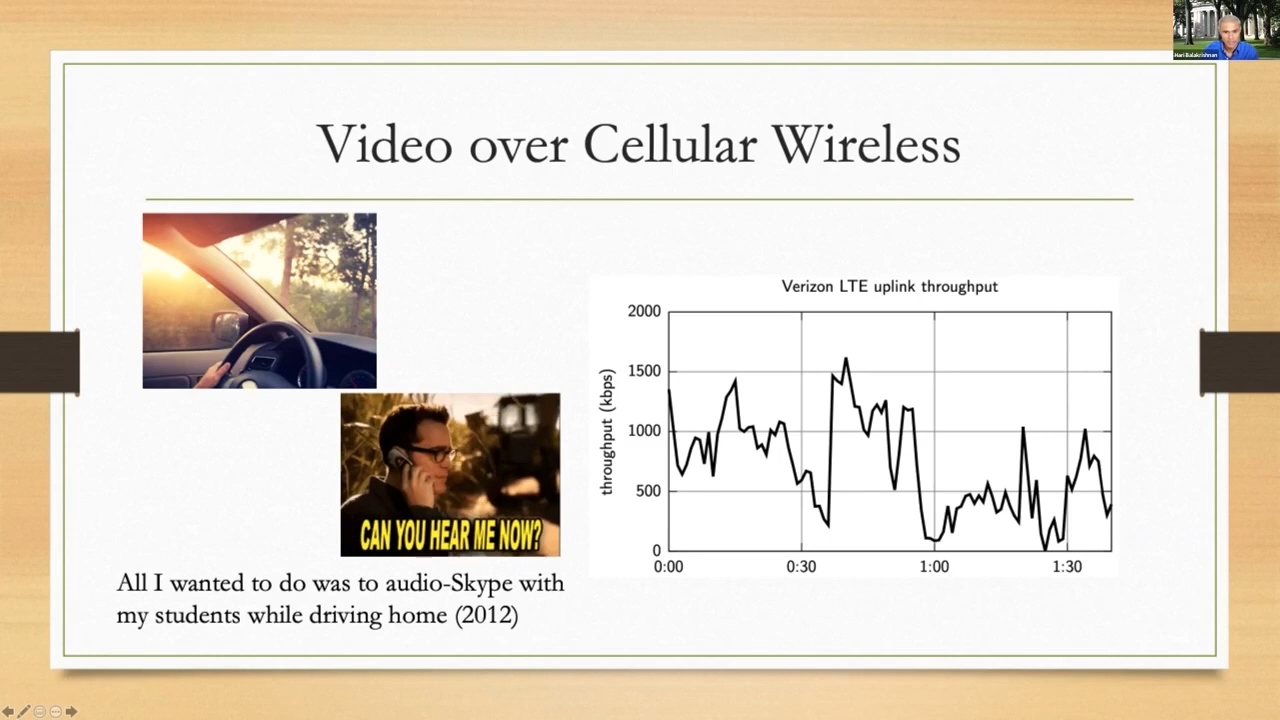 Hari Balakrishnan
Video over Cellular Wireless
CAN YOU HEAR ME NOW?
All I wanted to do was to audio-Skype with
my students while driving home (2012)
Verizon LTE uplink throughput
throughput (kbps)
2000
1500
1000
500
0
0:00 0:30 1:00 1:30